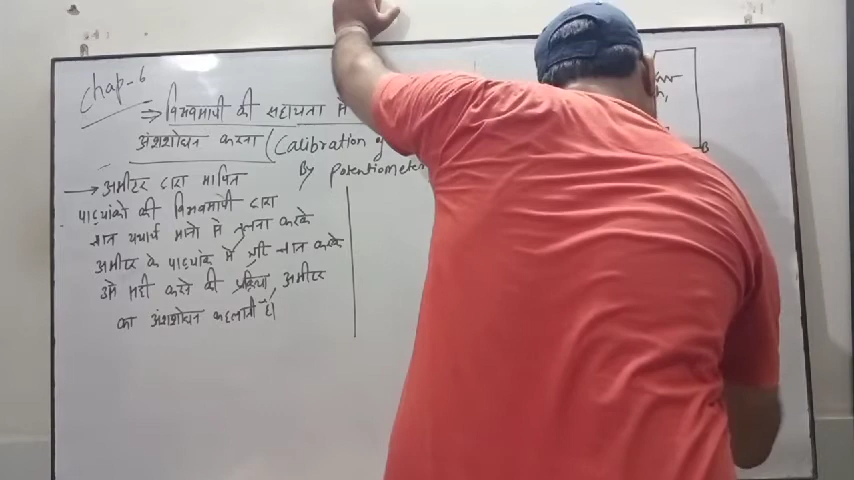 Chap-6
⇒ विभवमापी की सहायता से
अंशशोधन करना (Calibration of
By Potentiometer
→ अमीटर द्वारा मापित
पाठ्यांकों की विभवमापी द्वारा
ज्ञात यथार्थ मानों से तुलना करके
अमीटर के पाठ्यांक में त्रुटि ज्ञात करके
उसे सही करने की प्रक्रिया, अमीटर
का अंशशोधन कहलाती है।
B